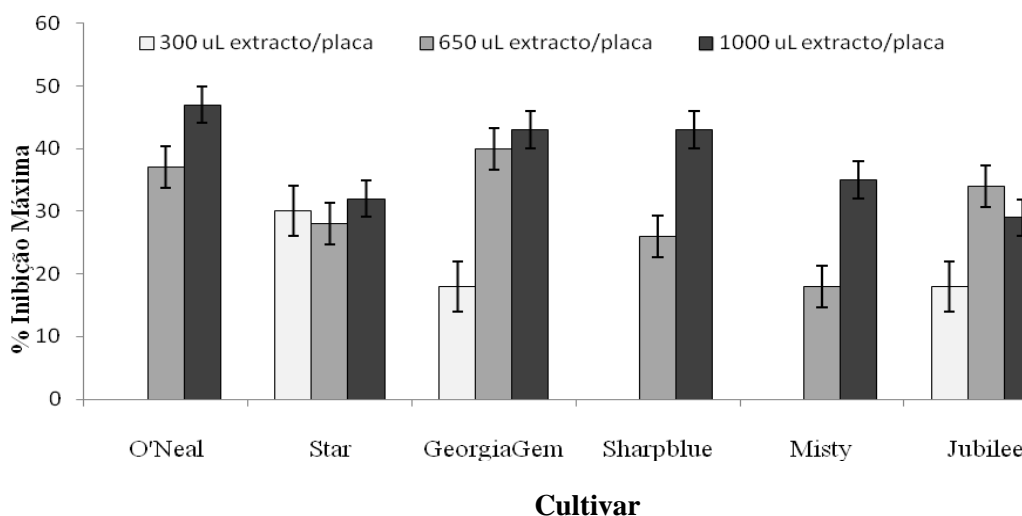 60
300 uL extracto/placa 650 uL extracto/placa 1000 uL extracto/placa
50
40
30
20
10
0
% Inibição Máxima
O'Neal Star GeorgiaGem Sharpblue Misty Jubilee
Cultivar